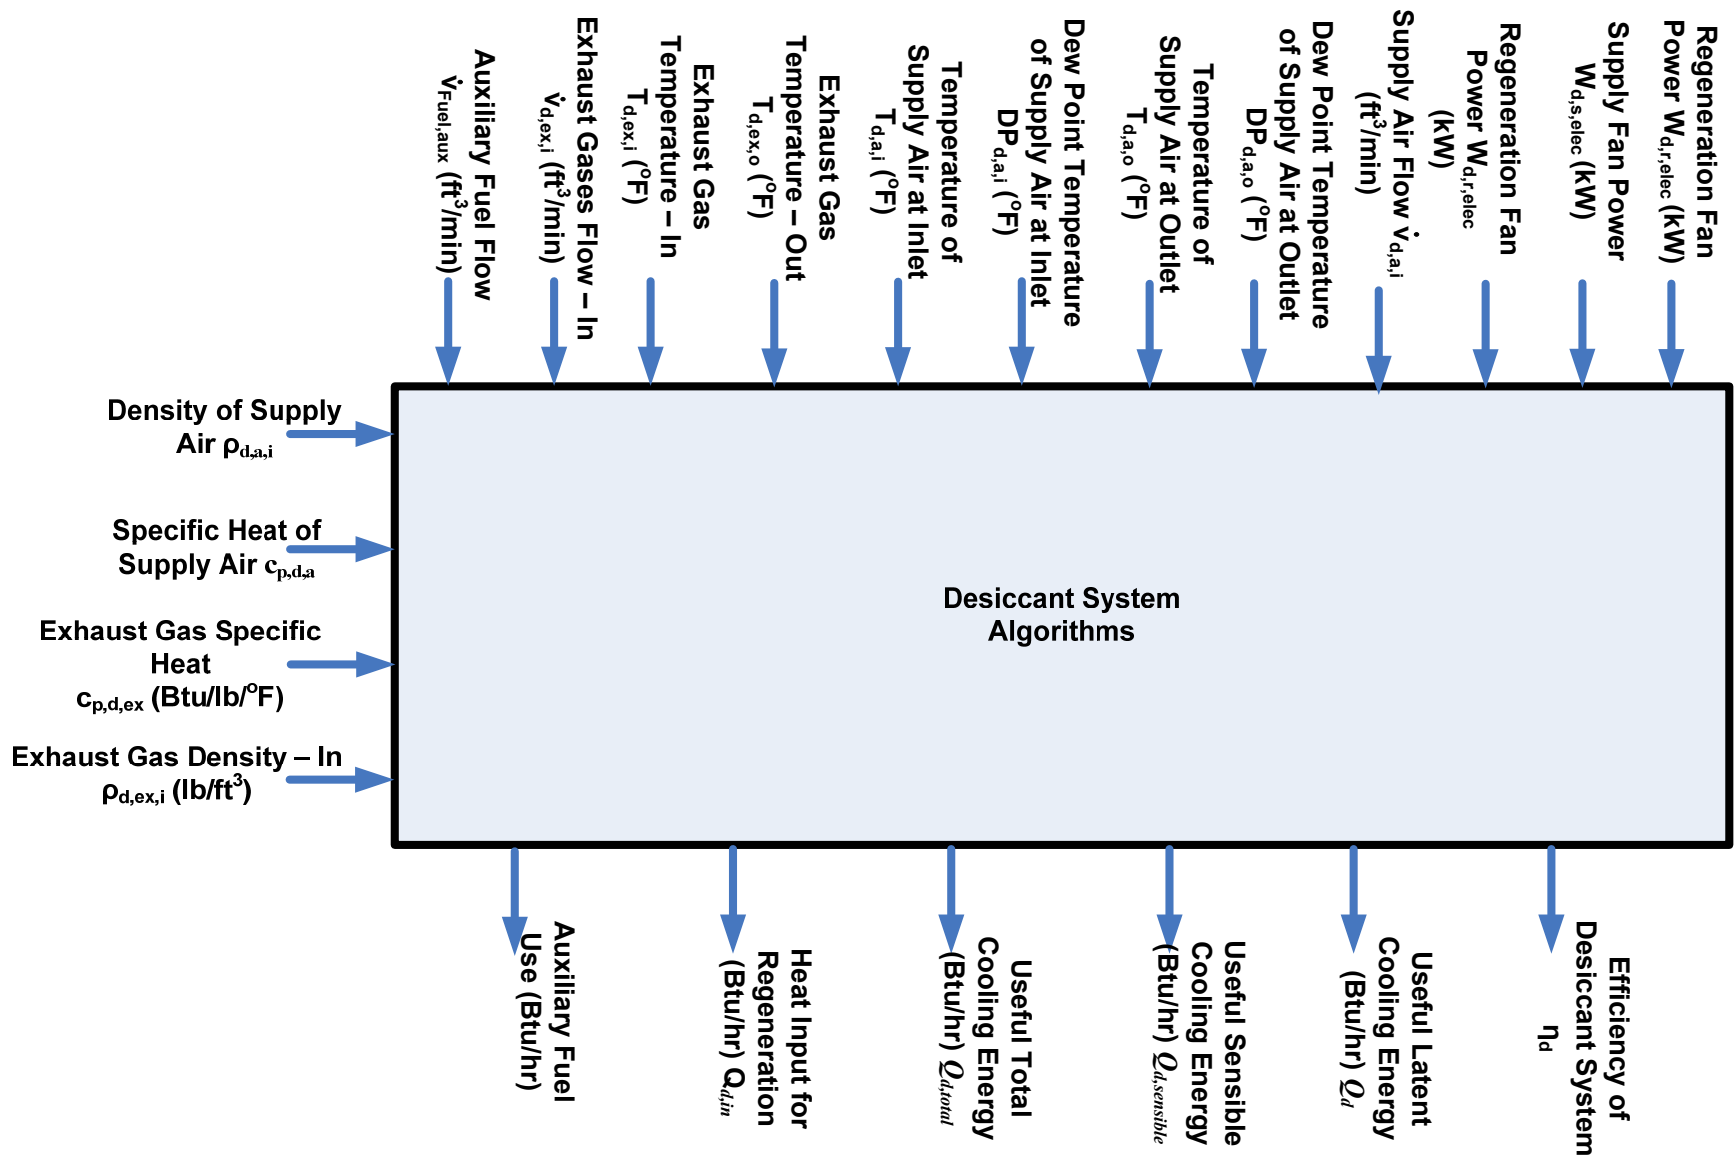 Auxiliary Fuel Flow
v̇Fuel,aux (ft³/min)
Exhaust Gases Flow – In
v̇d,ex,i (ft³/min)
Exhaust Gas
Temperature – In
Td,ex,i (°F)
Exhaust Gas
Temperature – Out
Td,ex,o (°F)
Temperature of
Supply Air at Inlet
Td,a,i (°F)
Dew Point Temperature
of Supply Air at Inlet
DPd,a,i (°F)
Temperature of
Supply Air at Outlet
Td,a,o (°F)
Dew Point Temperature
of Supply Air at Outlet
DPd,a,o (°F)
Supply Air Flow v̇d,a,i
(ft³/min)
Regeneration Fan
Power Wd,r,elec
(kW)
Supply Fan Power
Wd,s,elec (kW)
Regeneration Fan
Power Wd,r,elec (kW)
Density of Supply
Air ρd,a,i
Specific Heat of
Supply Air cp,d,a
Exhaust Gas Specific
Heat
cp,d,ex (Btu/lb/°F)
Exhaust Gas Density – In
ρd,ex,i (lb/ft³)
Desiccant System
Algorithms
Auxiliary Fuel
Use (Btu/hr)
Heat Input for
Regeneration
(Btu/hr) Qd,in
Useful Total
Cooling Energy
(Btu/hr) Qd,total
Useful Sensible
Cooling Energy
(Btu/hr) Qd,sensible
Useful Latent
Cooling Energy
(Btu/hr) Qd
Efficiency of
Desiccant System
ηd